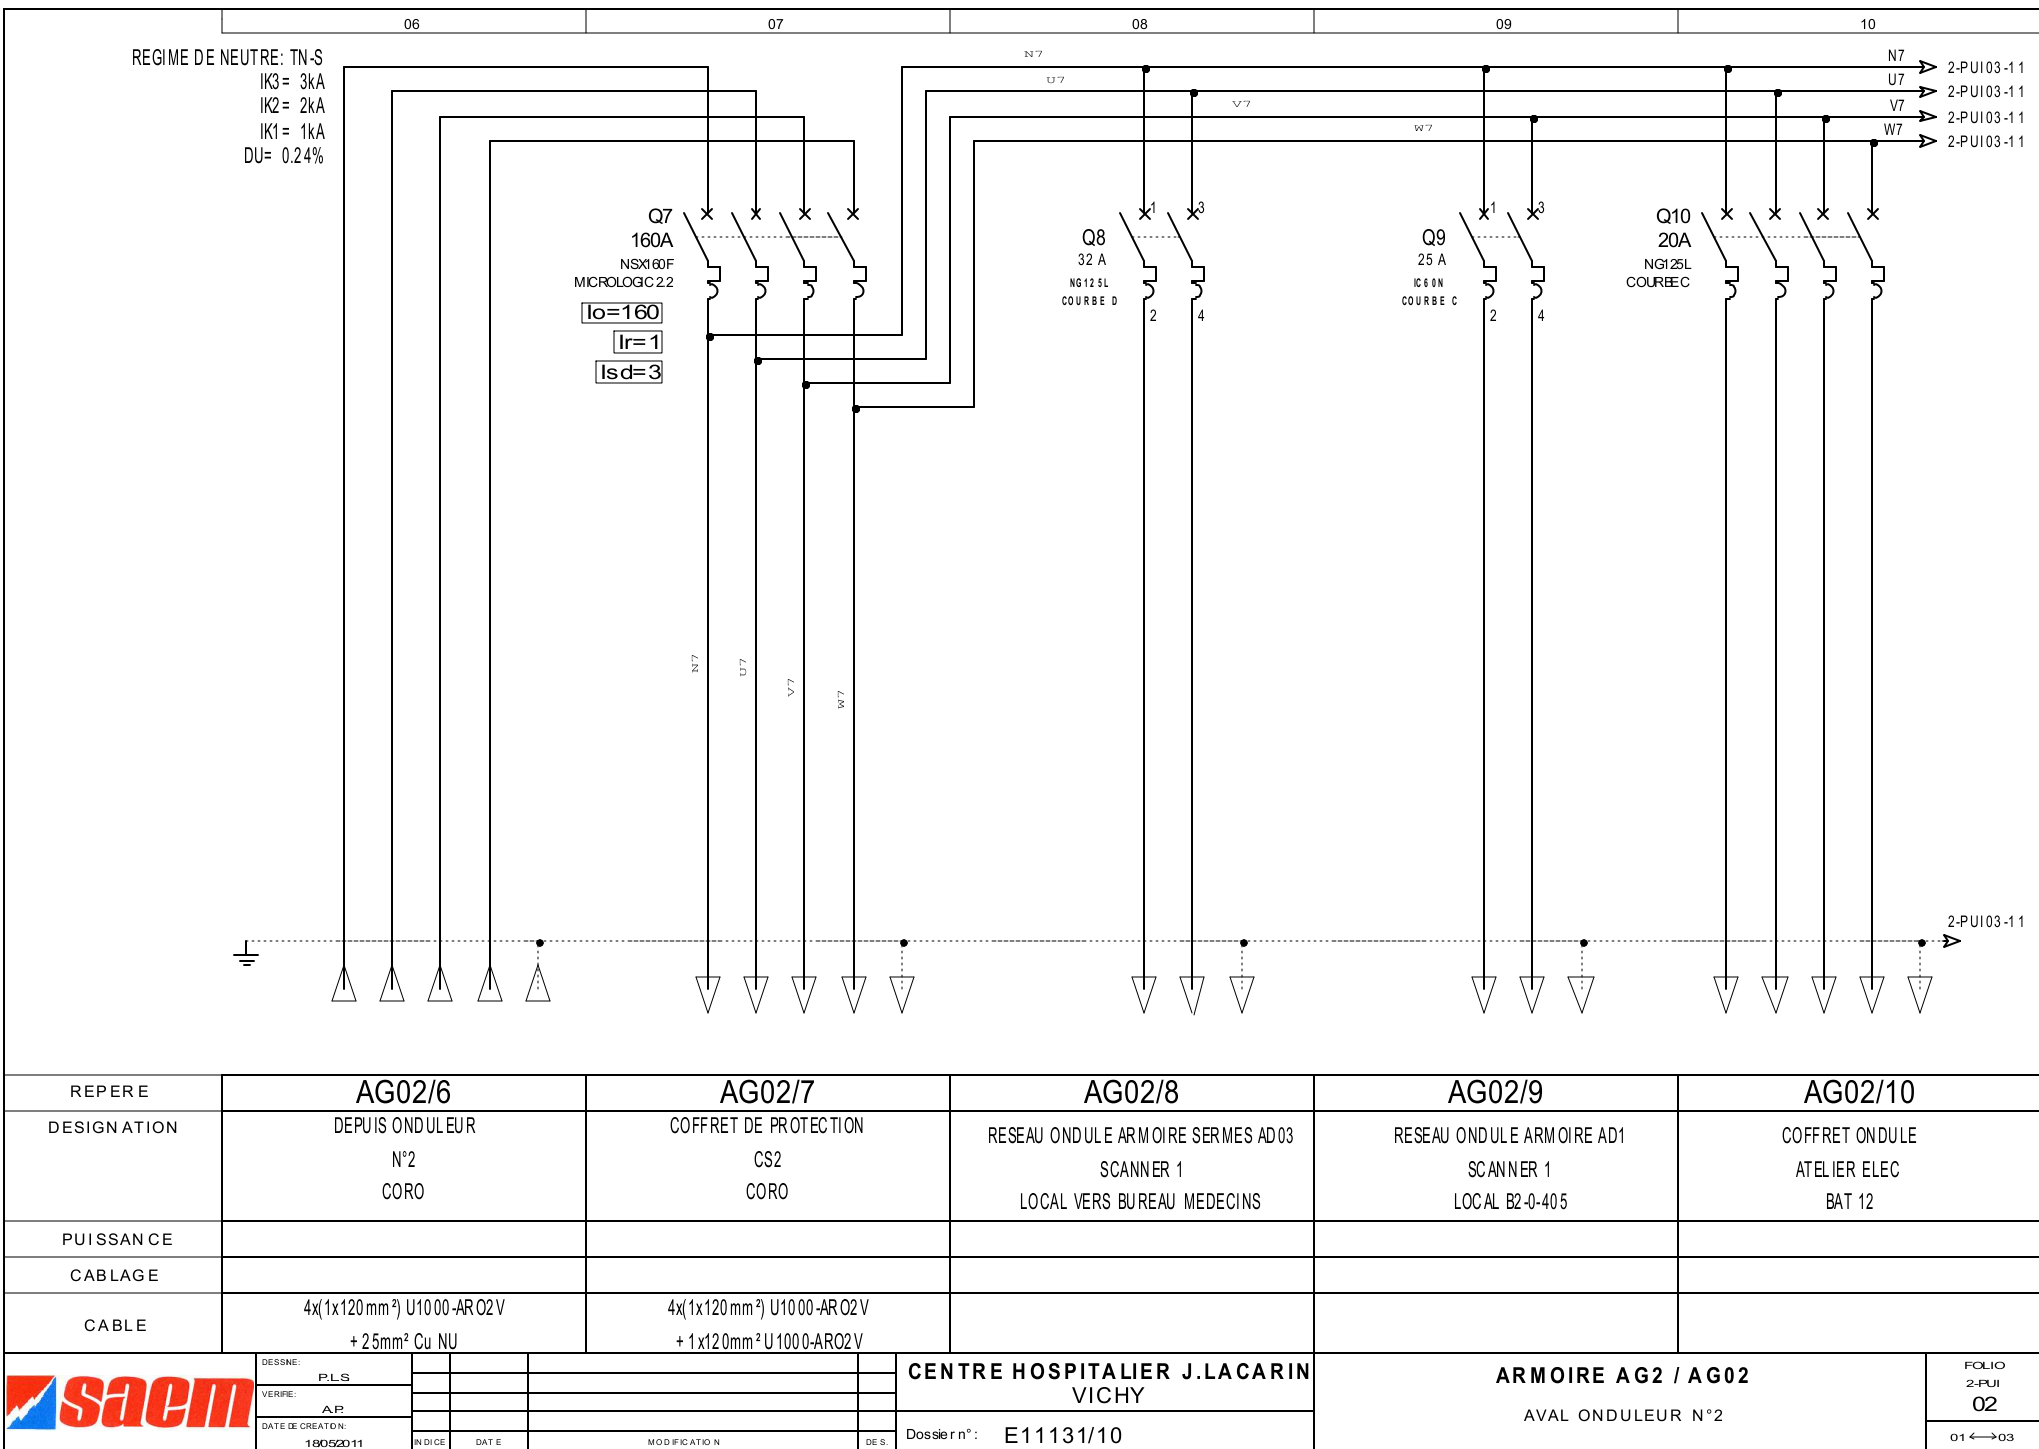 06 07 08 09 10
REGIME DE NEUTRE: TN-S
IK3= 3kA
IK2= 2kA
IK1= 1kA
DU= 0.24%
N7
U7
V7
W7
N7 2-PUI03-11
U7 2-PUI03-11
V7 2-PUI03-11
W7 2-PUI03-11
Q7
160A
NSX160F
MICROLOGIC 2.2
Io=160
Ir=1
Isd=3
1 3
Q8
32 A
NG125L
COURBE D
2 4
1 3
Q9
25 A
IC60N
COURBE C
2 4
Q10
20A
NG125L
COURBE C
N7
U7
V7
W7
2-PUI03-11
REPERE AG02/6 AG02/7 AG02/8 AG02/9 AG02/10
DESIGNATION
DEPUIS ONDULEUR
N°2
CORO
COFFRET DE PROTECTION
CS2
CORO
RESEAU ONDULE ARMOIRE SERMES AD03
SCANNER 1
LOCAL VERS BUREAU MEDECINS
RESEAU ONDULE ARMOIRE AD1
SCANNER 1
LOCAL B2-0-405
COFFRET ONDULE
ATELIER ELEC
BAT 12
PUISSANCE
CABLAGE
CABLE
4x(1x120mm²) U1000-ARO2V
+ 25mm² Cu NU
4x(1x120mm²) U1000-ARO2V
+ 1x120mm² U1000-ARO2V
saem
DESSINE:
P.L.S
VERIFIE:
A.P.
DATE DE CREATION:
18/05/2011
INDICE DATE MODIFICATION DES.
CENTRE HOSPITALIER J.LACARIN
VICHY
Dossier n°: E11131/10
ARMOIRE AG2 / AG02
AVAL ONDULEUR N°2
FOLIO
2-PUI
02
01 ⟷ 03